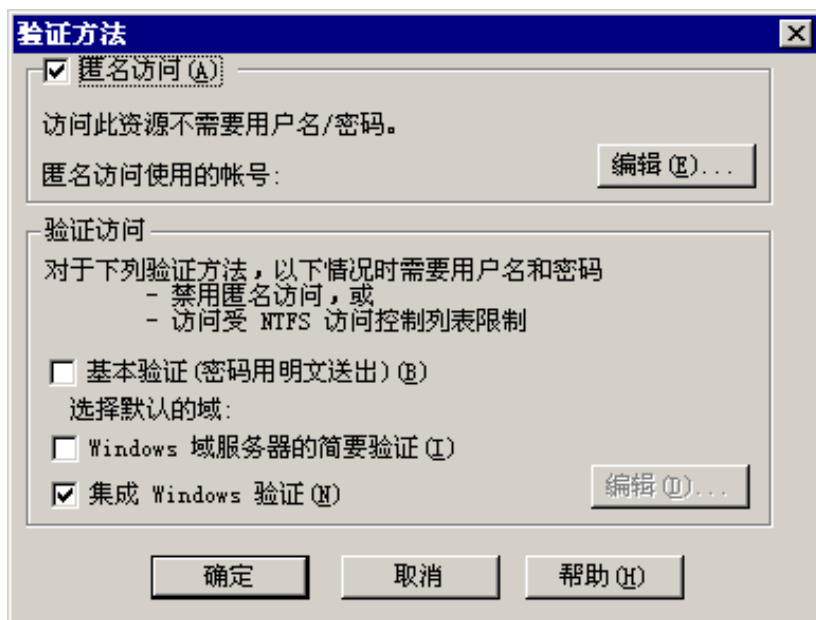 验证方法
匿名访问(A)
访问此资源不需要用户名/密码。
匿名访问使用的帐号:
编辑(E)...
验证访问
对于下列验证方法，以下情况时需要用户名和密码
- 禁用匿名访问，或
- 访问受 NTFS 访问控制列表限制
基本验证(密码用明文送出)(B)
选择默认的域:
Windows 域服务器的简要验证(I)
集成 Windows 验证(N)
编辑(D)...
确定
取消
帮助(H)